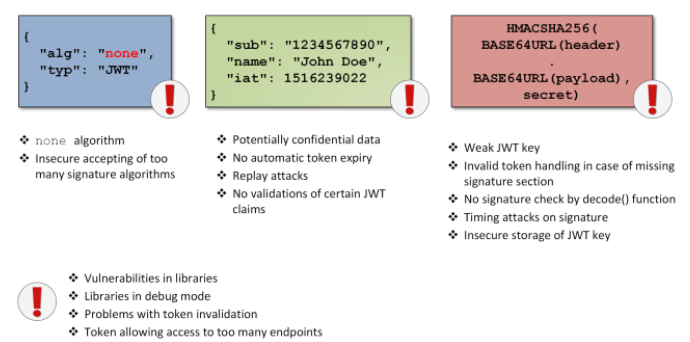 {
"alg": "none",
"typ": "JWT"
}
{
"sub": "1234567890",
"name": "John Doe",
"iat": 1516239022
}
HMACSHA256(
BASE64URL(header)
.
BASE64URL(payload),
secret)
❖ none algorithm
❖ Insecure accepting of too
many signature algorithms
❖ Potentially confidential data
❖ No automatic token expiry
❖ Replay attacks
❖ No validations of certain JWT
claims
❖ Weak JWT key
❖ Invalid token handling in case of missing
signature section
❖ No signature check by decode() function
❖ Timing attacks on signature
❖ Insecure storage of JWT key
❖ Vulnerabilities in libraries
❖ Libraries in debug mode
❖ Problems with token invalidation
❖ Token allowing access to too many endpoints